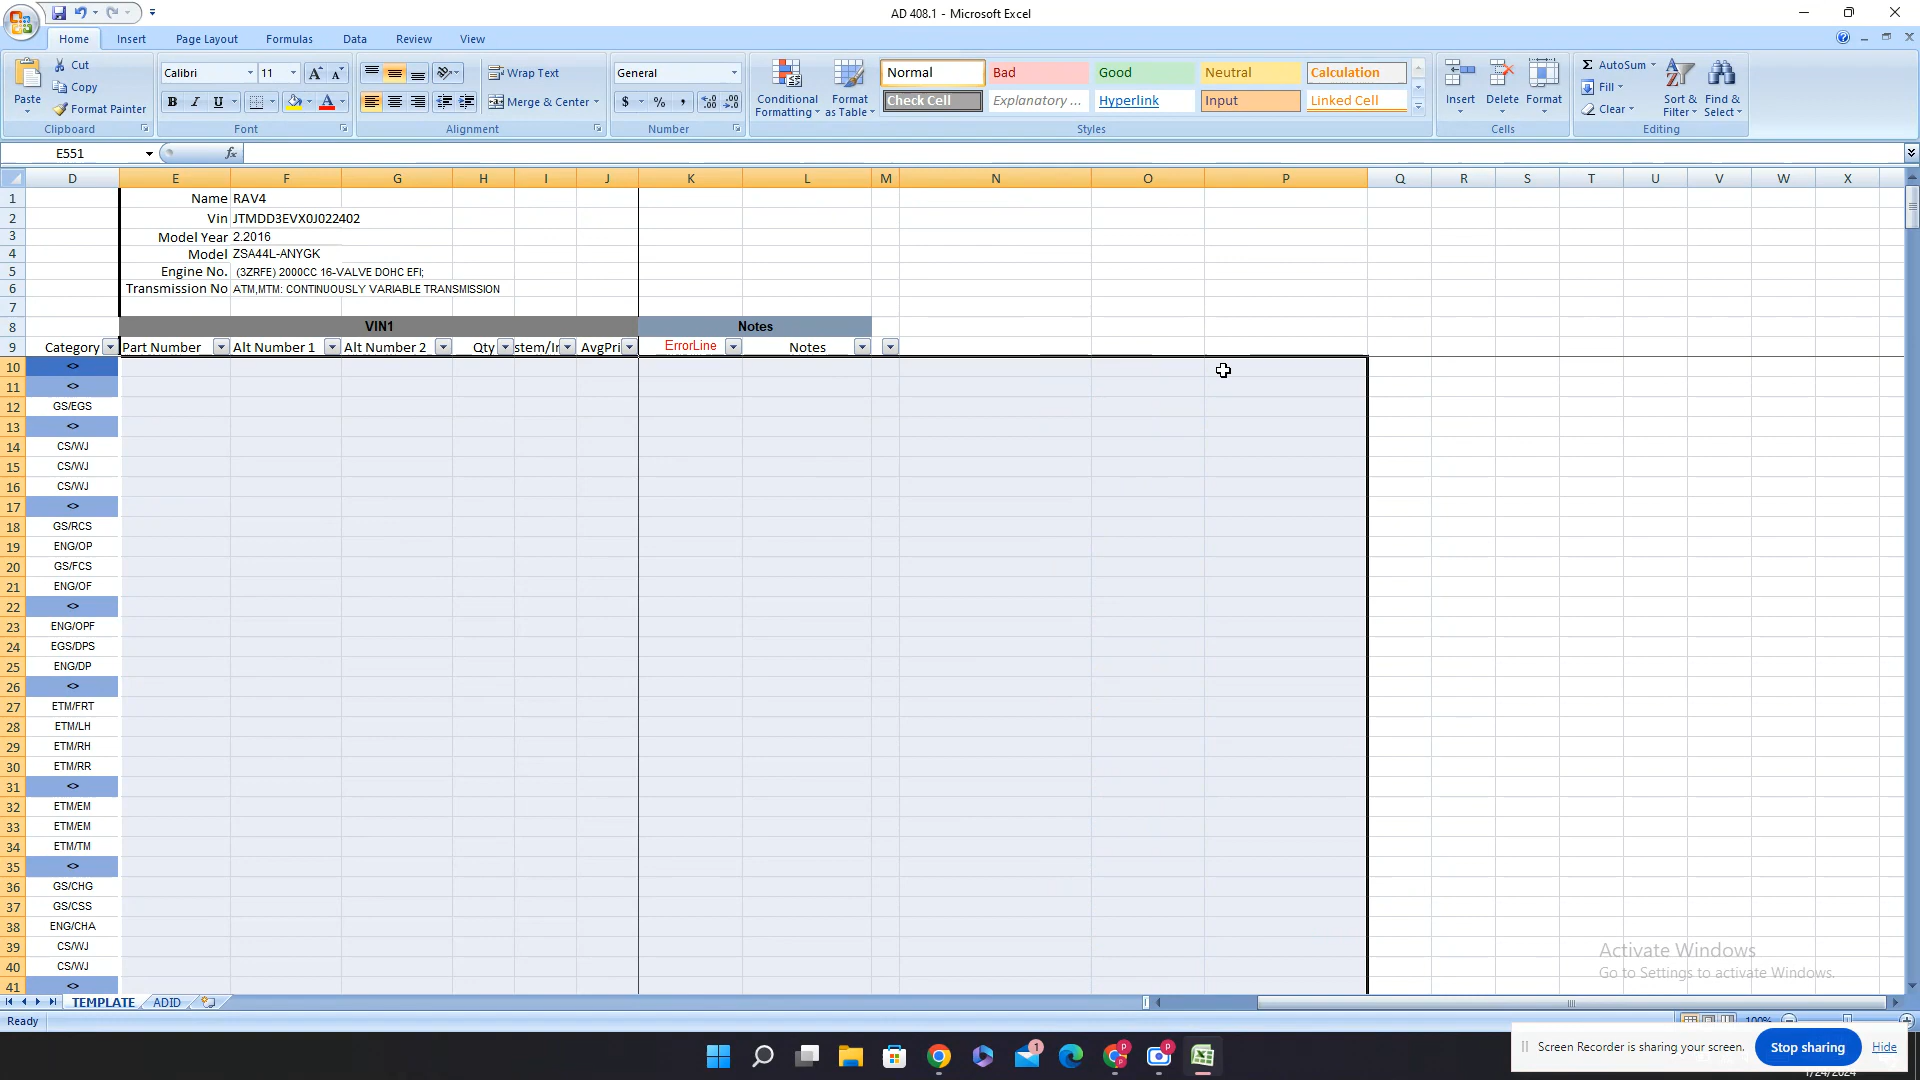 AD 408.1 - Microsoft Excel
Home Insert Page Layout Formulas Data Review View
Paste
Cut
Copy
Format Painter
Clipboard
Calibri 11
B I U
Font
Wrap Text
Merge & Center
Alignment
General
$ % ,
Number
Conditional Formatting
Format as Table
Normal Bad Good Neutral Calculation
Check Cell Explanatory ... Hyperlink Input Linked Cell
Styles
Insert Delete Format
Cells
AutoSum
Fill
Clear
Sort & Filter
Find & Select
Editing
E551
fx
D E F G H I J K L M N O P Q R S T U V W X
1 Name RAV4
2 Vin JTMDD3EVX0J022402
3 Model Year 2.2016
4 Model ZSA44L-ANYGK
5 Engine No. (3ZRFE) 2000CC 16-VALVE DOHC EFI;
6 Transmission No ATM,MTM: CONTINUOUSLY VARIABLE TRANSMISSION
7
8 VIN1 Notes
9 Category Part Number Alt Number 1 Alt Number 2 Qty stem/Ir AvgPri ErrorLine Notes
10 <>
11 <>
12 GS/EGS
13 <>
14 CS/WJ
15 CS/WJ
16 CS/WJ
17 <>
18 GS/RCS
19 ENG/OP
20 GS/FCS
21 ENG/OF
22 <>
23 ENG/OPF
24 EGS/DPS
25 ENG/DP
26 <>
27 ETM/FRT
28 ETM/LH
29 ETM/RH
30 ETM/RR
31 <>
32 ETM/EM
33 ETM/EM
34 ETM/TM
35 <>
36 GS/CHG
37 GS/CSS
38 ENG/CHA
39 CS/WJ
40 CS/WJ
41 <>
Activate Windows
Go to Settings to activate Windows.
TEMPLATE ADID
Ready
100%
Screen Recorder is sharing your screen. Stop sharing Hide
1
P
P
1/24/2024